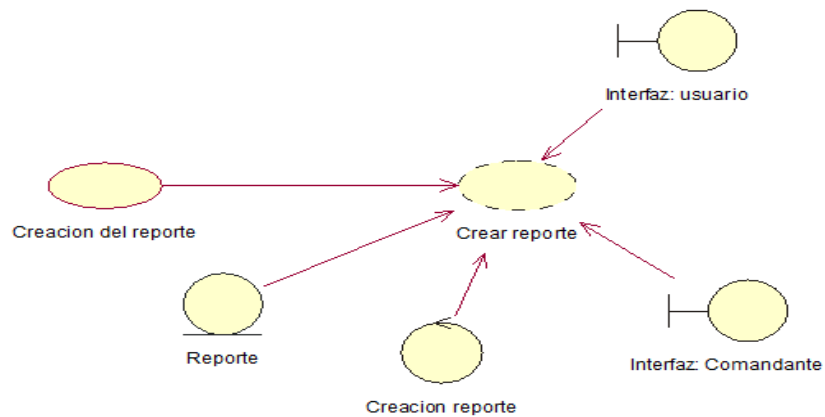 Interfaz: usuario
Creacion del reporte
Crear reporte
Reporte
Interfaz: Comandante
Creacion reporte